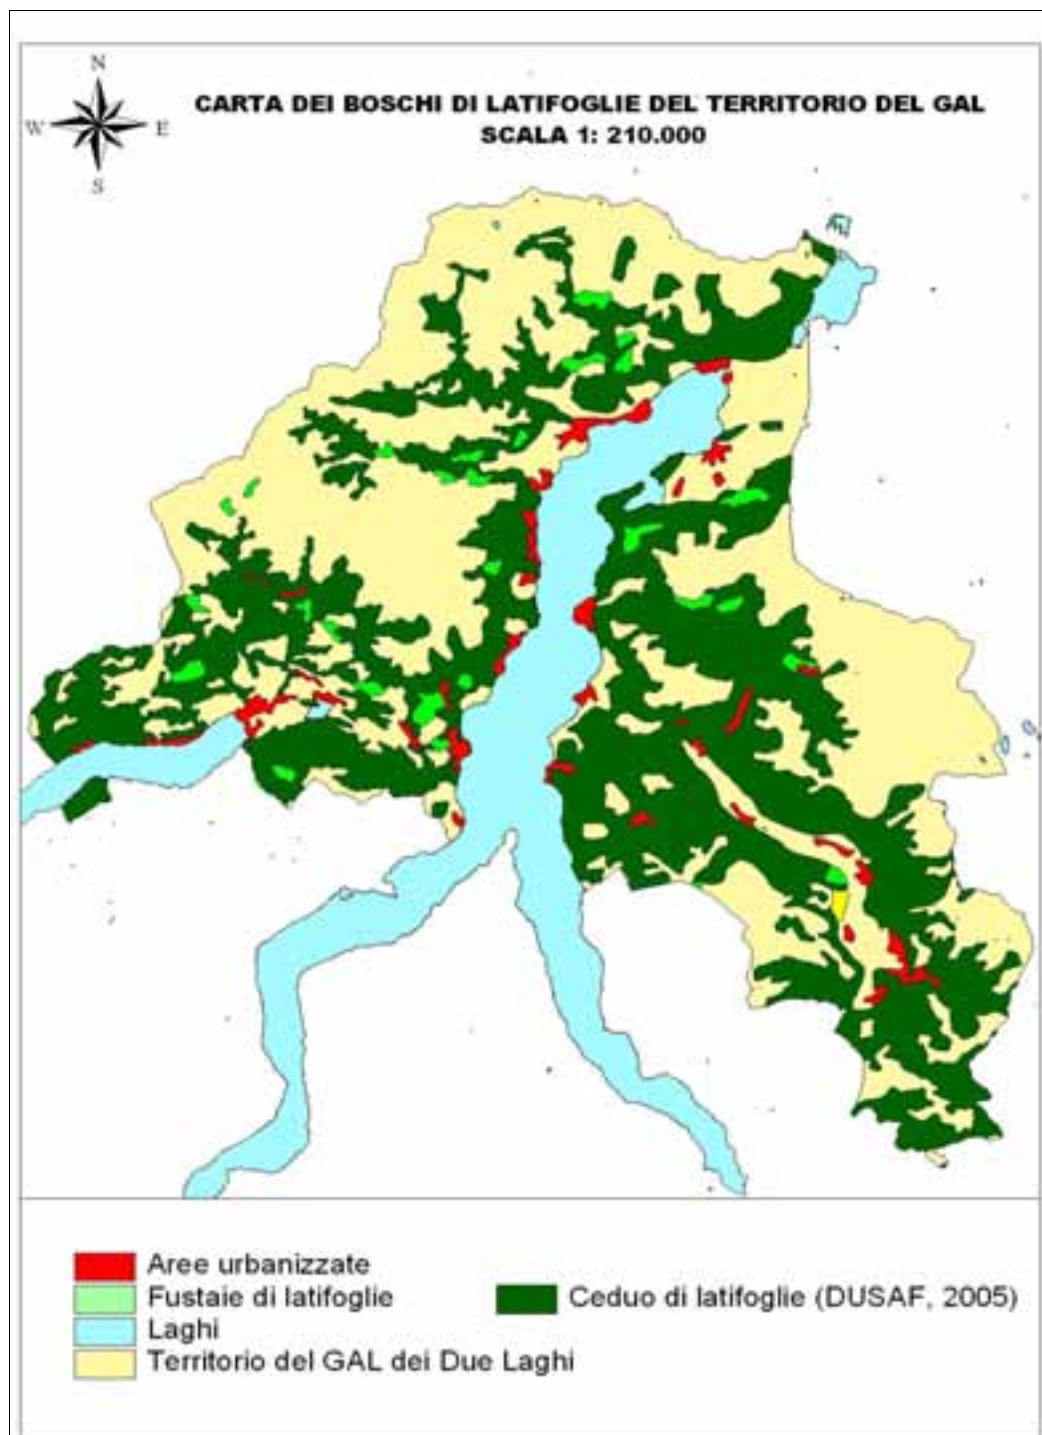 N
CARTA DEI BOSCHI DI LATIFOGLIE DEL TERRITORIO DEL GAL
W E
SCALA 1: 210.000
S
Aree urbanizzate
Fustaie di latifoglie
Ceduo di latifoglie (DUSAF, 2005)
Laghi
Territorio del GAL dei Due Laghi